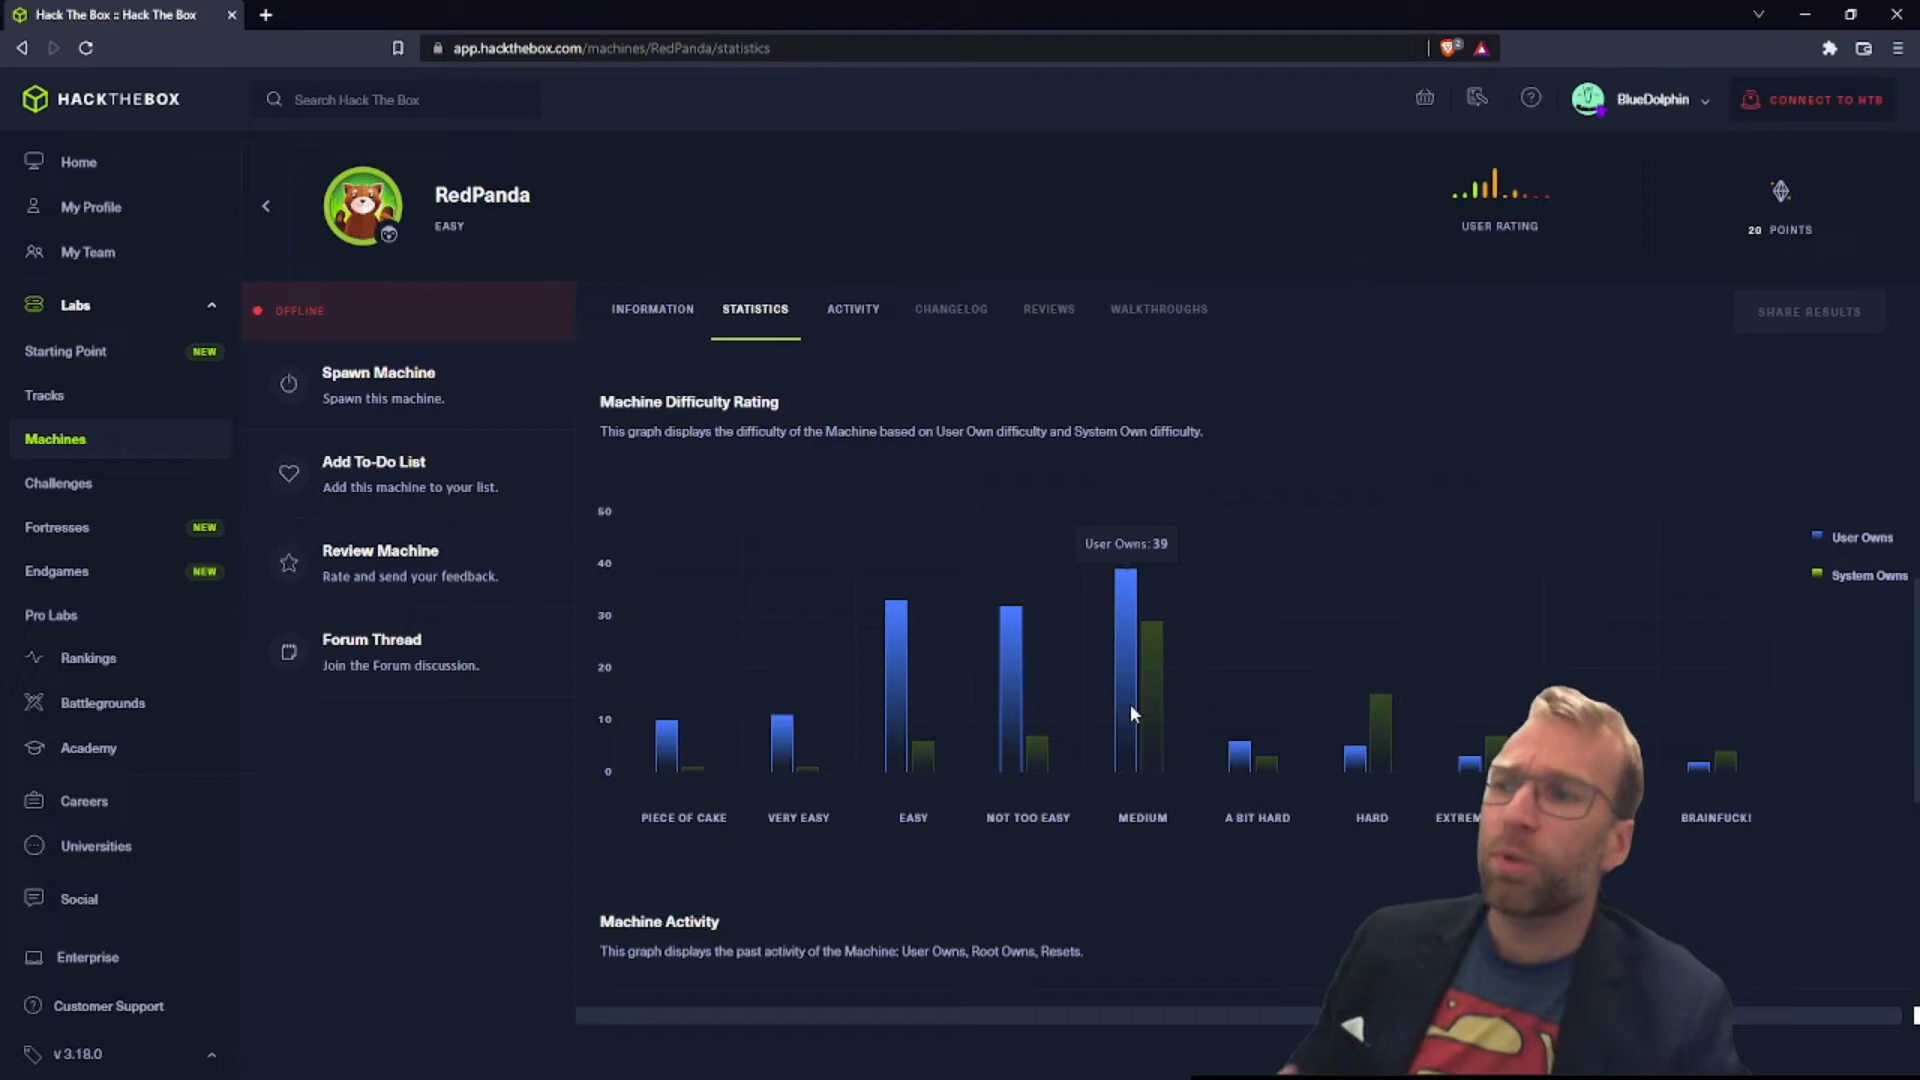 Hack The Box :: Hack The Box
app.hackthebox.com/machines/RedPanda/statistics
2
HACKTHEBOX
Search Hack The Box
BlueDolphin
CONNECT TO HTB
Home
My Profile
My Team
Labs
Starting Point NEW
Tracks
Machines
Challenges
Fortresses NEW
Endgames NEW
Pro Labs
Rankings
Battlegrounds
Academy
Careers
Universities
Social
Enterprise
Customer Support
v 3.18.0
RedPanda
EASY
USER RATING
20 POINTS
OFFLINE
Spawn Machine
Spawn this machine.
Add To-Do List
Add this machine to your list.
Review Machine
Rate and send your feedback.
Forum Thread
Join the Forum discussion.
INFORMATION STATISTICS ACTIVITY CHANGELOG REVIEWS WALKTHROUGHS
SHARE RESULTS
Machine Difficulty Rating
This graph displays the difficulty of the Machine based on User Own difficulty and System Own difficulty.
50
40
30
20
10
0
User Owns: 39
User Owns
System Owns
PIECE OF CAKE VERY EASY EASY NOT TOO EASY MEDIUM A BIT HARD HARD BRAINFUCK!
Machine Activity
This graph displays the past activity of the Machine: User Owns, Root Owns, Resets.